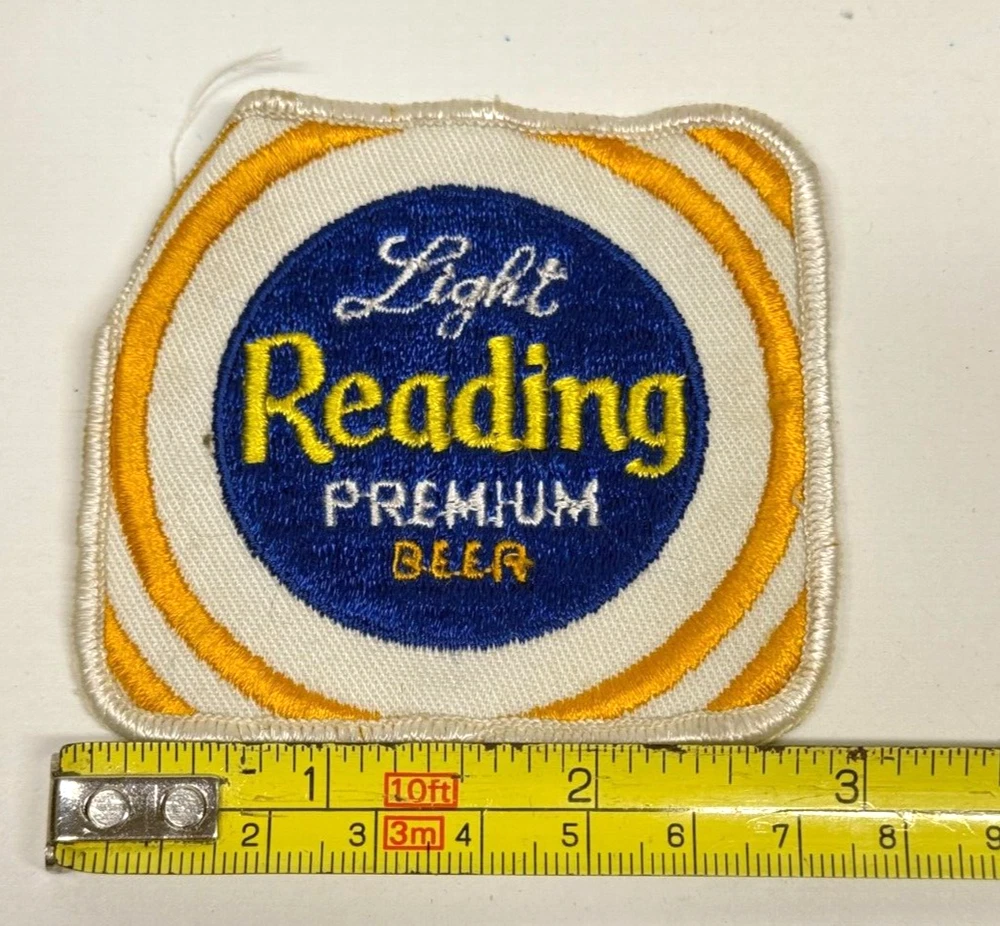 Light
Reading
PREMIUM
BEER
1 10ft 2 3
2 3 3m 4 5 6 7 8 9